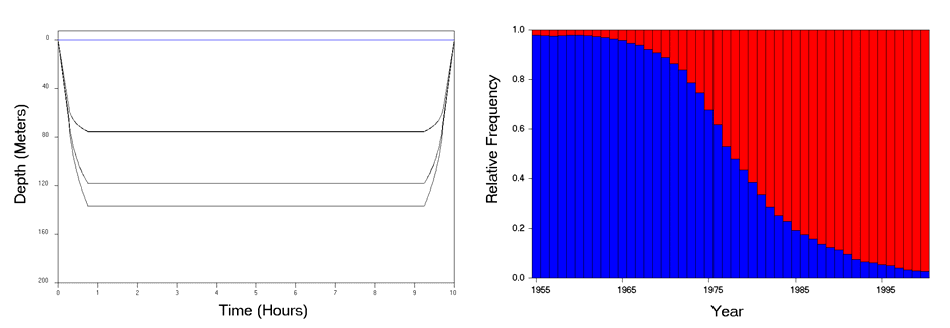 0
40
80
120
160
200
Depth (Meters)
0 1 2 3 4 5 6 7 8 9 10
Time (Hours)
1.0
0.8
0.6
0.4
0.2
0.0
Relative Frequency
1955 1965 1975 1985 1995
Year